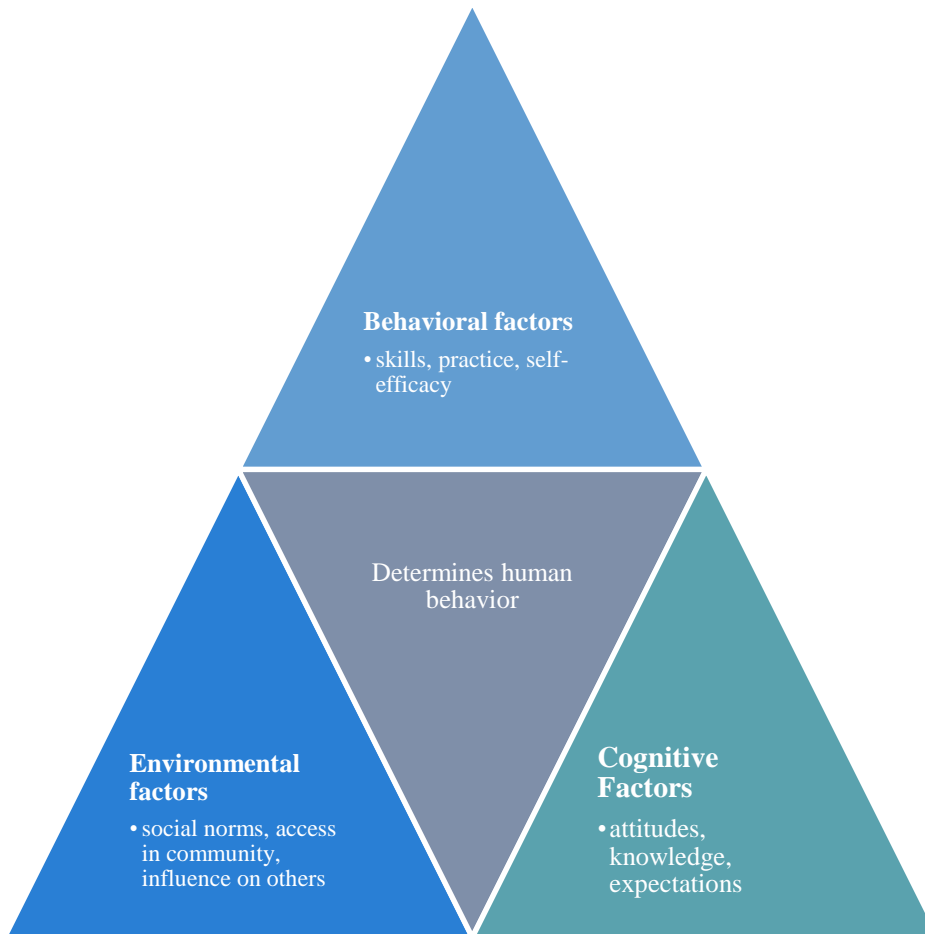 Behavioral factors
• skills, practice, self-
efficacy
Determines human
behavior
Environmental
factors
• social norms, access
in community,
influence on others
Cognitive
Factors
• attitudes,
knowledge,
expectations